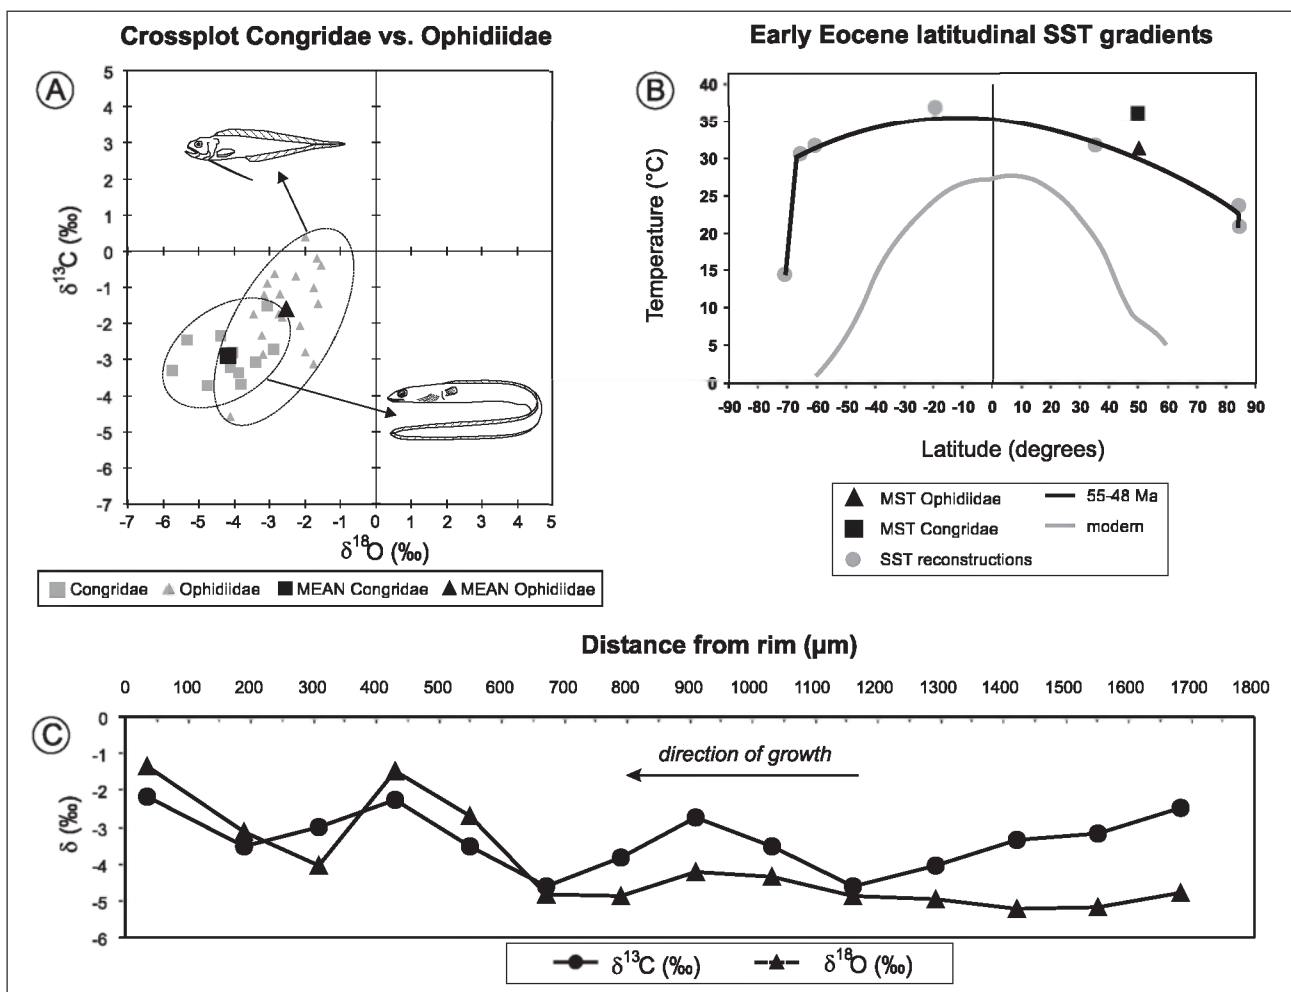 Crossplot Congridae vs. Ophidiidae
A
δ13C (‰)
5
4
3
2
1
0
-1
-2
-3
-4
-5
-6
-7
-7 -6 -5 -4 -3 -2 -1 0 1 2 3 4 5
δ18O (‰)
Congridae Ophidiidae MEAN Congridae MEAN Ophidiidae
Early Eocene latitudinal SST gradients
B
Temperature (°C)
40
35
30
25
20
15
10
5
0
-90 -80 -70 -60 -50 -40 -30 -20 -10 0 10 20 30 40 50 60 70 80 90
Latitude (degrees)
MST Ophidiidae 55-48 Ma
MST Congridae modern
SST reconstructions
Distance from rim (µm)
0 100 200 300 400 500 600 700 800 900 1000 1100 1200 1300 1400 1500 1600 1700 1800
C
δ (‰)
0
-1
-2
-3
-4
-5
-6
direction of growth
δ13C (‰) δ18O (‰)